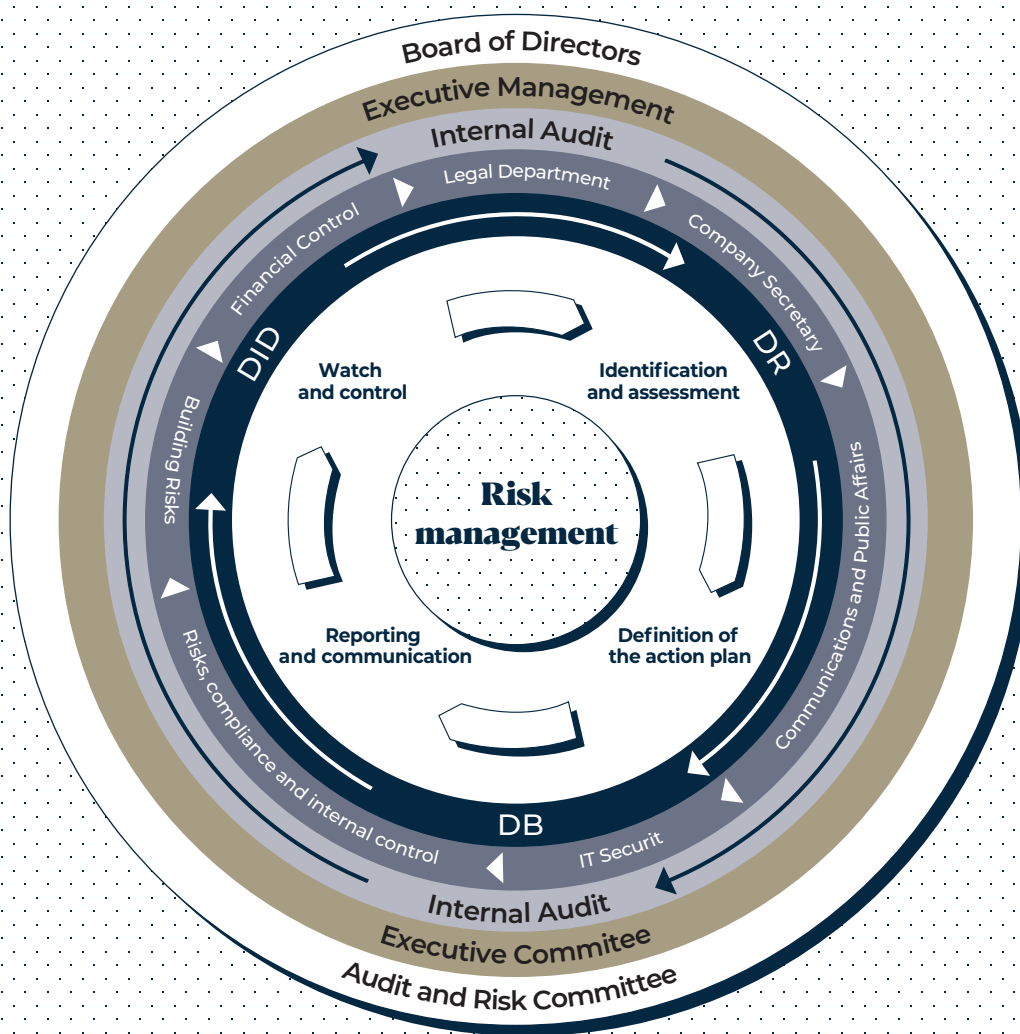 Board of Directors
Executive Management
Internal Audit
Legal Department
Financial Control
Company Secretary
DID
DR
Watch
and control
Identification
and assessment
Building Risks
Risk
management
Communications and Public Affairs
Reporting
and communication
Definition of
the action plan
Risks, compliance and internal control
DB
IT Securit
Internal Audit
Executive Commitee
Audit and Risk Committee